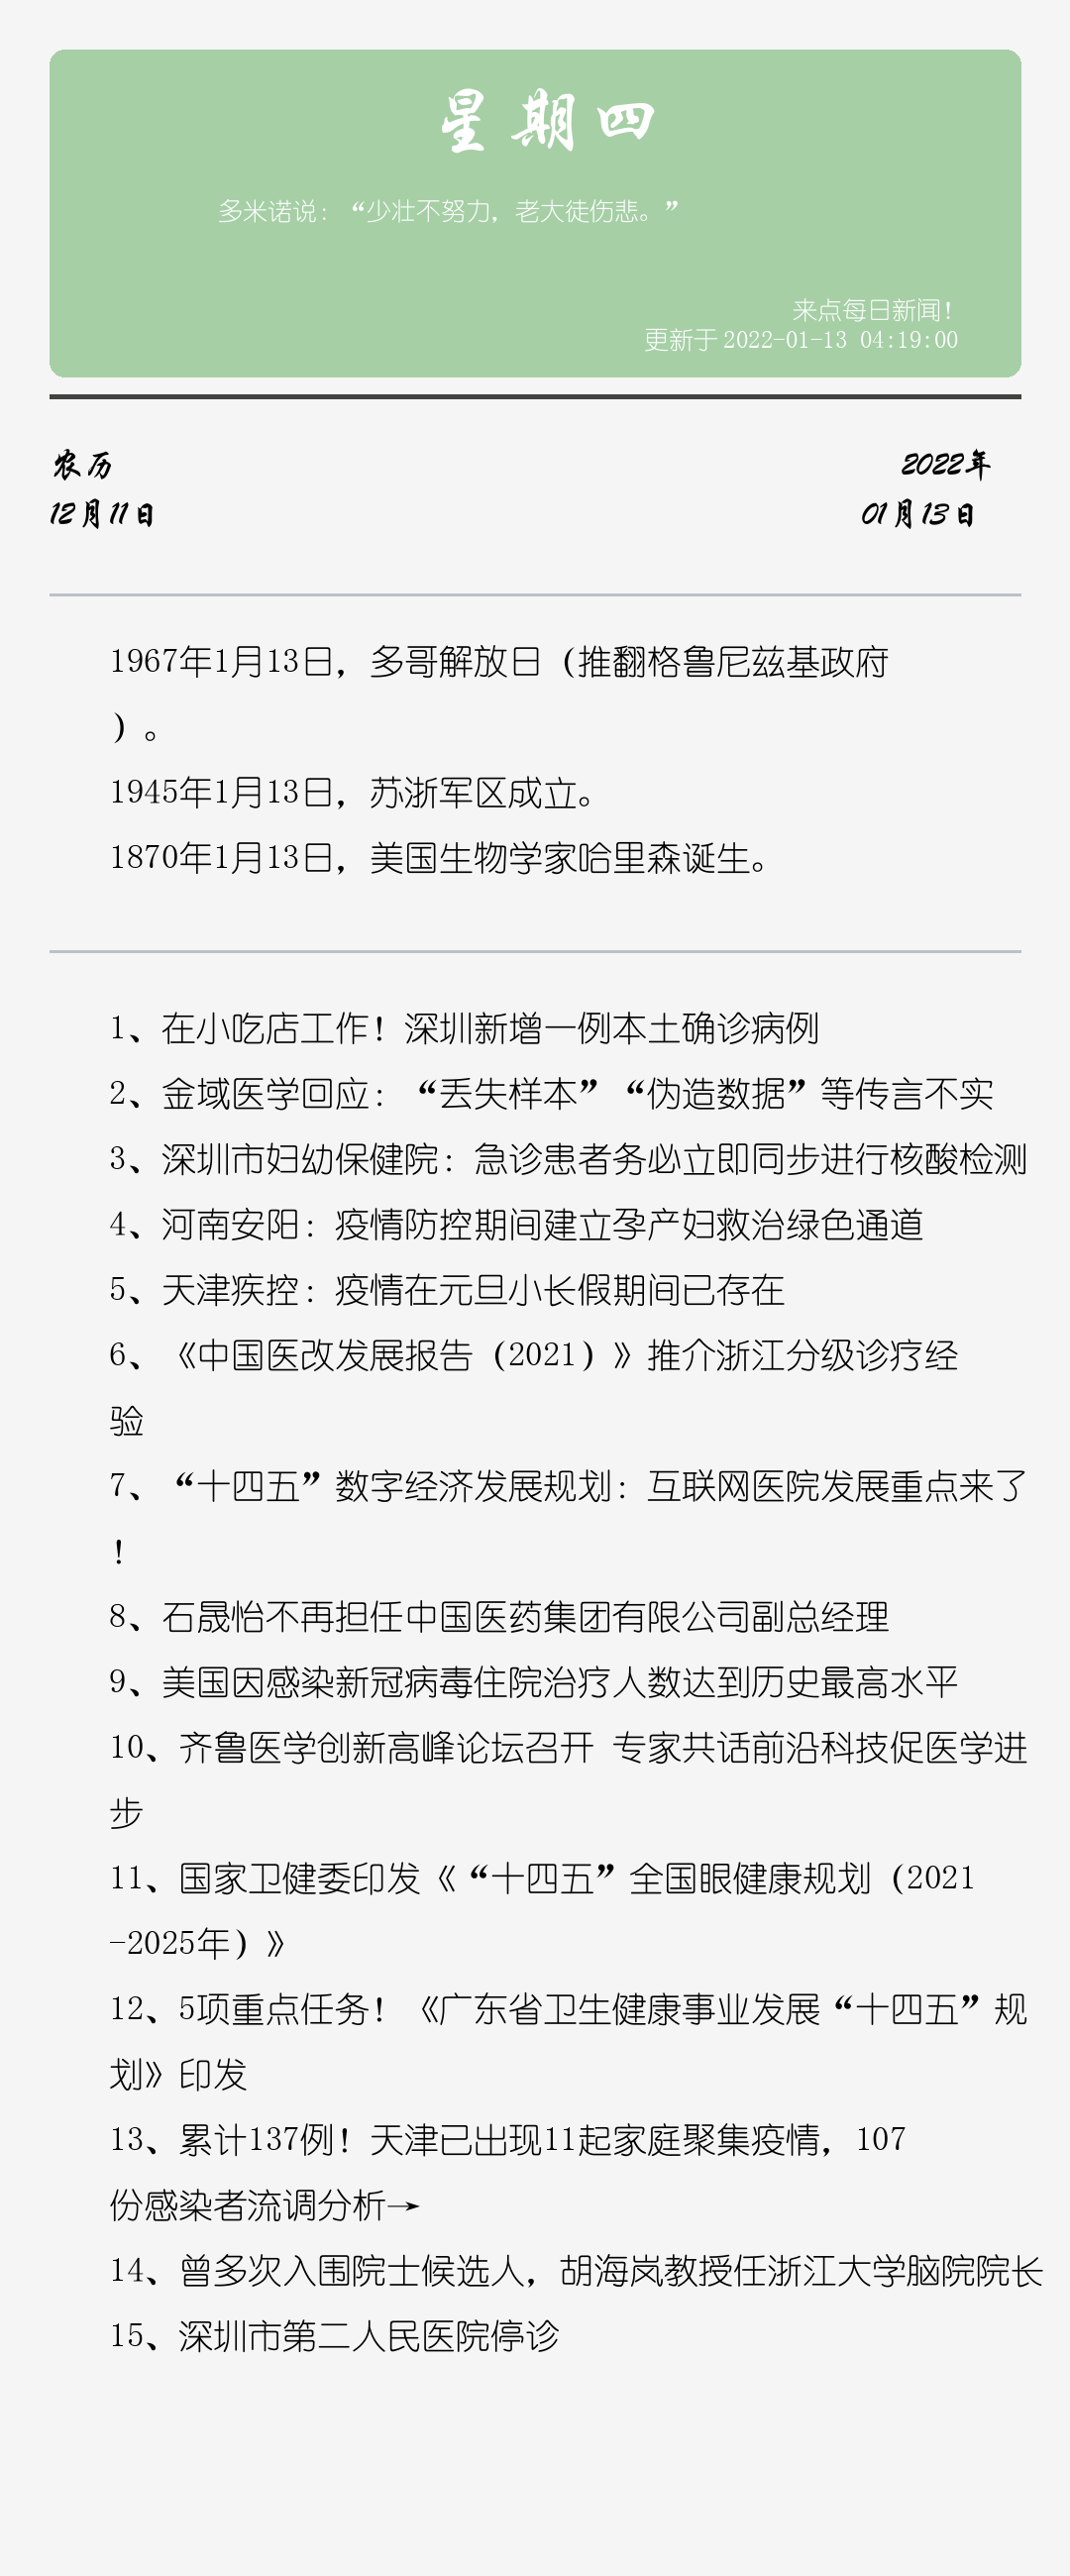 星期四
多米诺说：“少壮不努力，老大徒伤悲。”
来点每日新闻！
更新于 2022-01-13 04:19:00
农历
2022年
12月11日
01月13日
1967年1月13日，多哥解放日（推翻格鲁尼兹基政府
）。
1945年1月13日，苏浙军区成立。
1870年1月13日，美国生物学家哈里森诞生。
1、在小吃店工作！深圳新增一例本土确诊病例
2、金域医学回应：“丢失样本”“伪造数据”等传言不实
3、深圳市妇幼保健院：急诊患者务必立即同步进行核酸检测
4、河南安阳：疫情防控期间建立孕产妇救治绿色通道
5、天津疾控：疫情在元旦小长假期间已存在
6、《中国医改发展报告（2021）》推介浙江分级诊疗经
验
7、“十四五”数字经济发展规划：互联网医院发展重点来了
！
8、石晟怡不再担任中国医药集团有限公司副总经理
9、美国因感染新冠病毒住院治疗人数达到历史最高水平
10、齐鲁医学创新高峰论坛召开 专家共话前沿科技促医学进
步
11、国家卫健委印发《“十四五”全国眼健康规划（2021
-2025年）》
12、5项重点任务！《广东省卫生健康事业发展“十四五”规
划》印发
13、累计137例！天津已出现11起家庭聚集疫情，107
份感染者流调分析→
14、曾多次入围院士候选人，胡海岚教授任浙江大学脑院院长
15、深圳市第二人民医院停诊